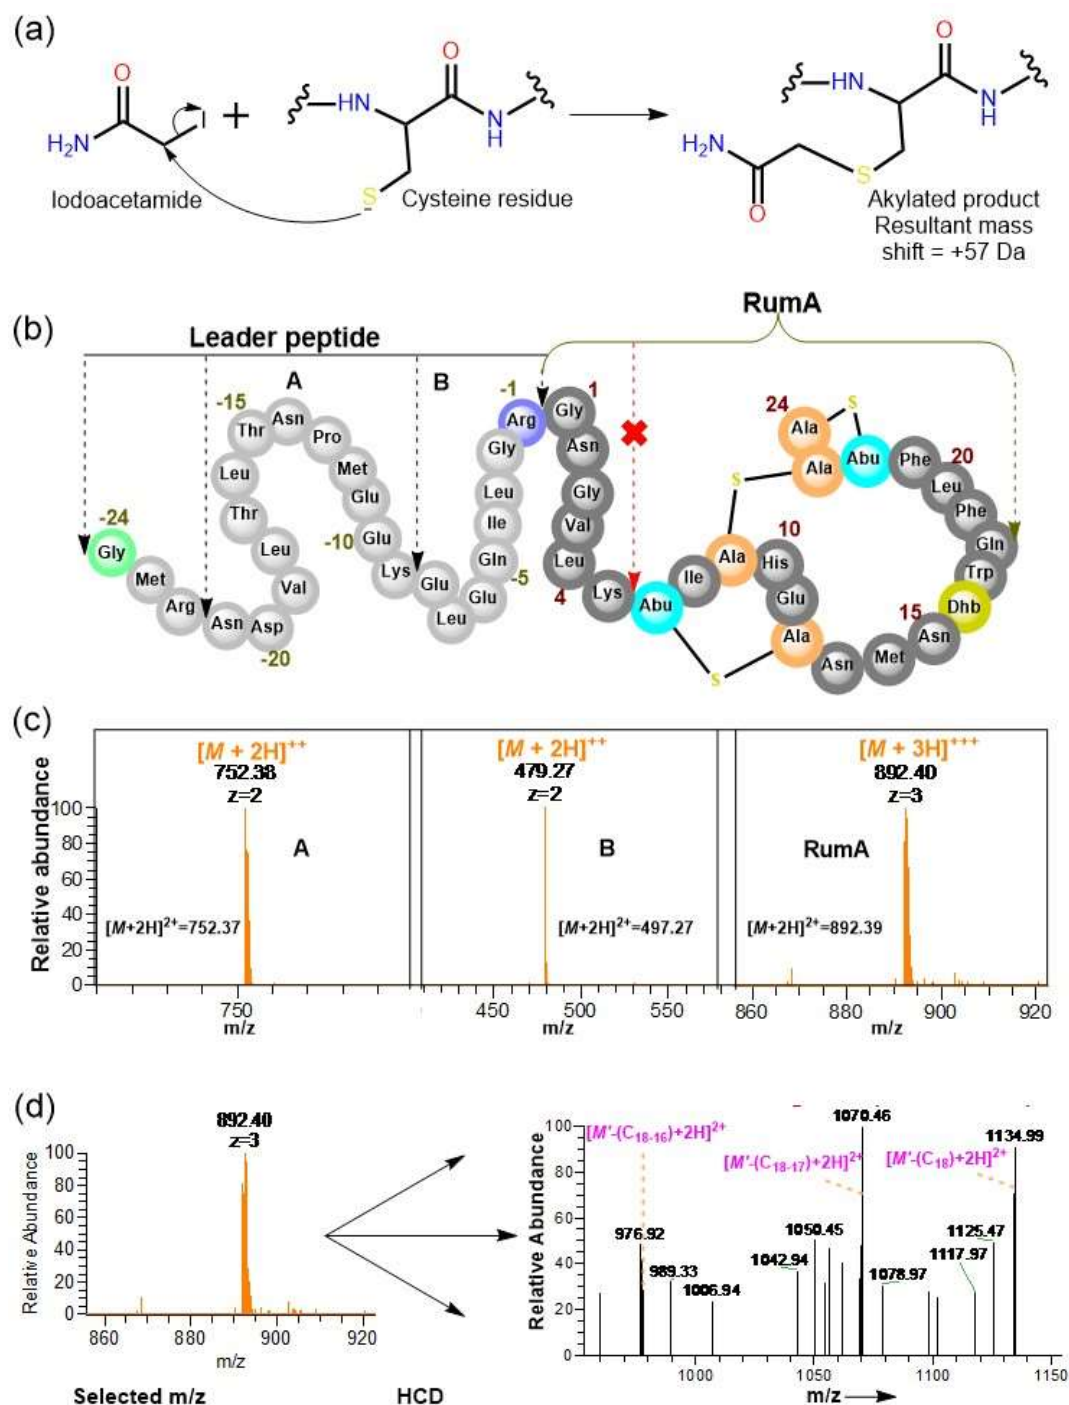 (a)
O
H₂N
I
+
HN
O
N
H
S
-
Iodoacetamide
Cysteine residue
O
H₂N
S
HN
O
N
H
Akylated product
Resultant mass
shift = +57 Da
(b)
Leader peptide
RumA
A
B
-24
-20
-15
-10
-5
-1
1
4
10
15
20
24
Gly
Met
Arg
Asn
Asp
Val
Leu
Thr
Leu
Thr
Asn
Pro
Met
Glu
Glu
Lys
Glu
Leu
Glu
Gln
Ile
Leu
Gly
Arg
Gly
Asn
Gly
Val
Leu
Lys
Abu
Ile
Ala
His
Glu
Ala
Asn
Met
Asn
Dhb
Trp
Gln
Phe
Leu
Phe
Abu
Ala
Ala
S
S
S
(c)
[M + 2H]⁺⁺
752.38
z=2
A
[M+2H]²⁺=752.37
[M + 2H]⁺⁺
479.27
z=2
B
[M+2H]²⁺=497.27
[M + 3H]⁺⁺⁺
892.40
z=3
RumA
[M+2H]²⁺=892.39
Relative abundance
100
80
60
40
20
0
750
m/z
450 500 550
m/z
860 880 900 920
m/z
(d)
892.40
z=3
Relative Abundance
100
80
60
40
20
0
860 900 920
m/z
Selected m/z
HCD
[M'-(C₁₈₋₁₆)+2H]²⁺
[M'-(C₁₈₋₁₇)+2H]²⁺
[M'-(C₁₈)+2H]²⁺
1070.46
1134.99
976.92
989.33
1006.94
1042.94
1050.45
1078.97
1117.97
1125.47
Relative Abundance
100
80
60
40
20
0
1000 1050 1100 1150
m/z